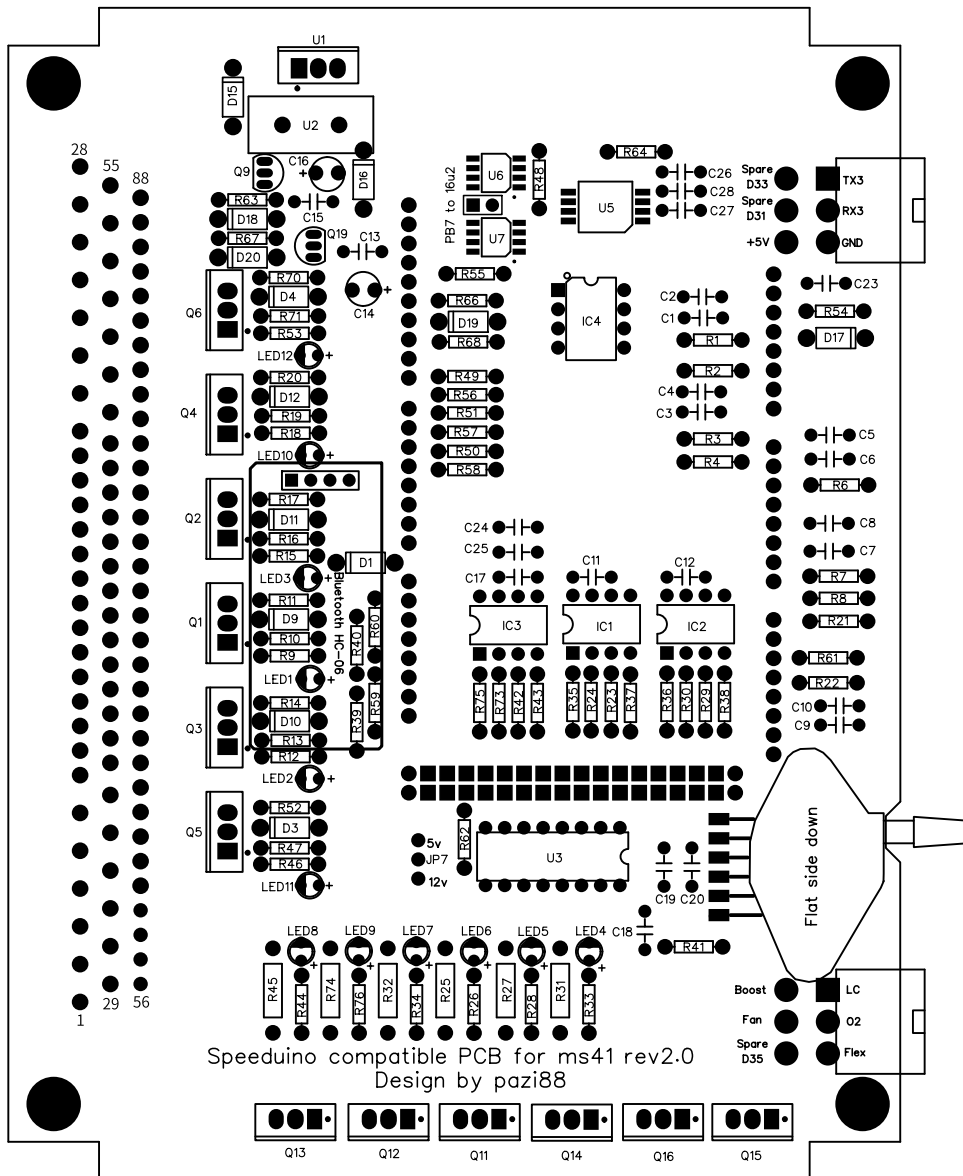 U1
D15
U2
28
55
88
Q9
C16
D16
U6
R48
R64
C26
Spare
D33
TX3
C28
R63
C15
PB7 to 16u2
U5
C27
Spare
D31
RX3
D18
R67
Q19
C13
U7
+5V
GND
D20
R70
R55
C23
D4
C14
R66
IC4
C2
R54
Q6
R71
D19
C1
R53
R68
R1
D17
LED12
R20
R49
R2
D12
R56
C4
Q4
R19
R51
C3
R18
R57
R3
C5
LED10
R50
R4
C6
R58
R6
R17
Q2
D11
C24
C8
R16
R15
C25
C7
D1
LED3
C17
C11
C12
R7
Bluetooth HC-06
R11
R60
R8
Q1
D9
R40
IC3
IC1
IC2
R21
R10
R9
R61
LED1
R59
R75
R73
R42
R43
R35
R24
R23
R37
R36
R30
R29
R38
R22
R14
R39
C10
Q3
D10
C9
R13
R12
LED2
R52
Q5
D3
5v
R62
R47
JP7
U3
R46
12v
LED11
C19
C20
Flat side down
LED8
LED9
LED7
LED6
LED5
LED4
C18
R41
R45
R44
R74
R76
R32
R34
R25
R26
R27
R28
R31
R33
1
29
56
Boost
LC
Fan
O2
Spare
D35
Flex
Speeduino compatible PCB for ms41 rev2.0
Design by pazi88
Q13
Q12
Q11
Q14
Q16
Q15